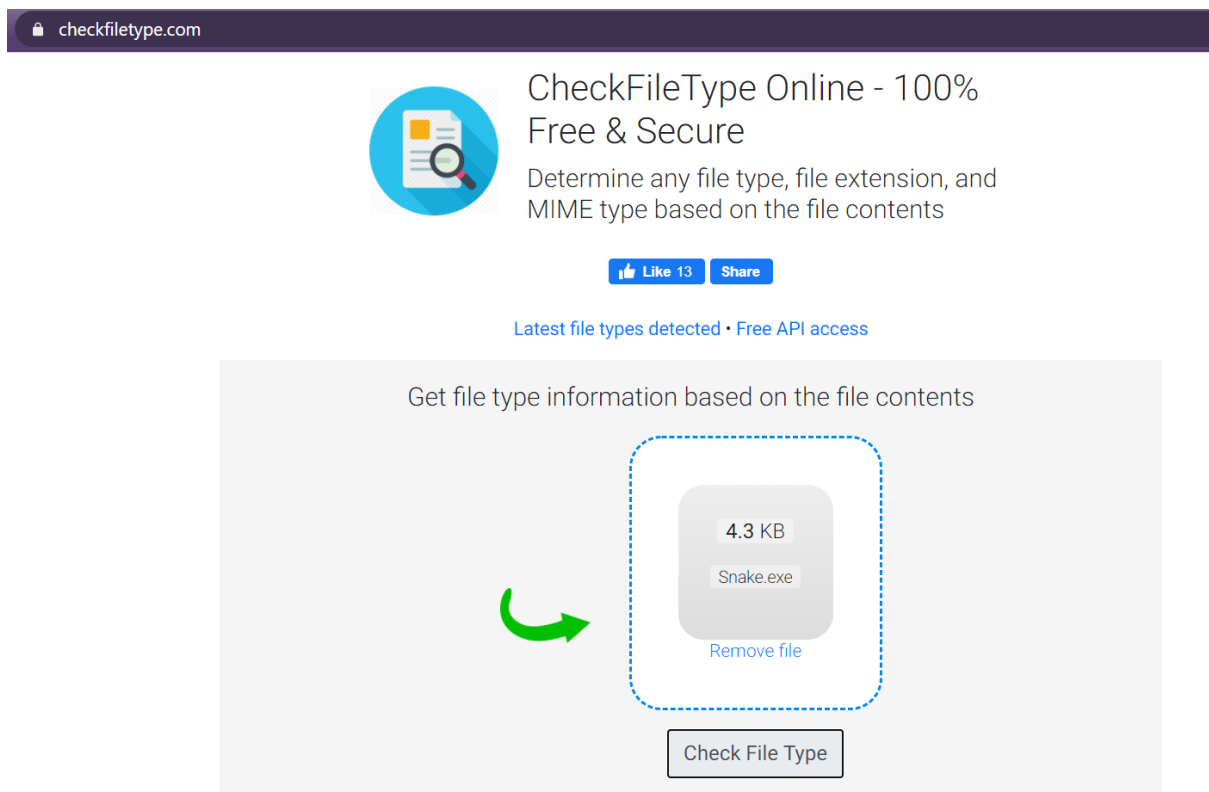 checkfiletype.com
CheckFileType Online - 100%
Free & Secure
Determine any file type, file extension, and
MIME type based on the file contents
Like 13 Share
Latest file types detected • Free API access
Get file type information based on the file contents
4.3 KB
Snake.exe
Remove file
Check File Type